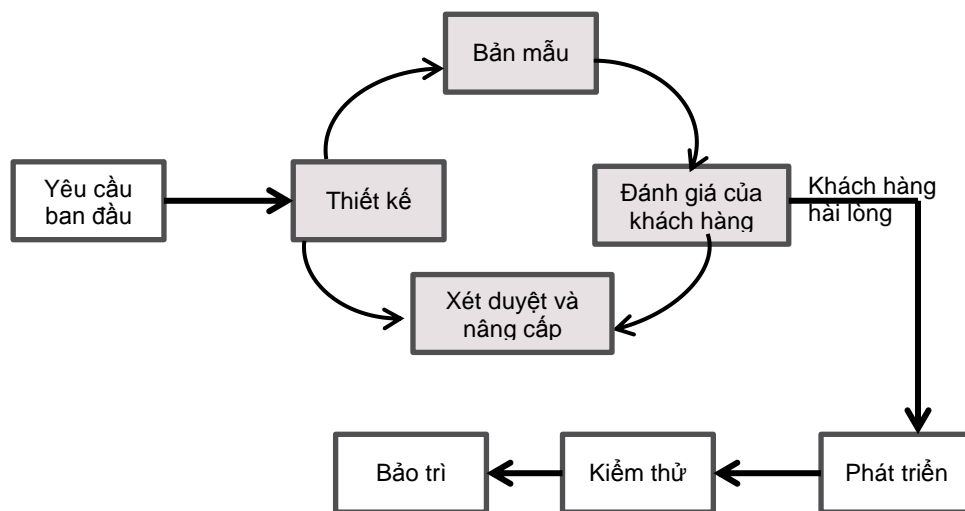 Bản mẫu
Yêu cầu
ban đầu
Thiết kế
Đánh giá của
khách hàng
Khách hàng
hài lòng
Xét duyệt và
nâng cấp
Bảo trì
Kiểm thử
Phát triển